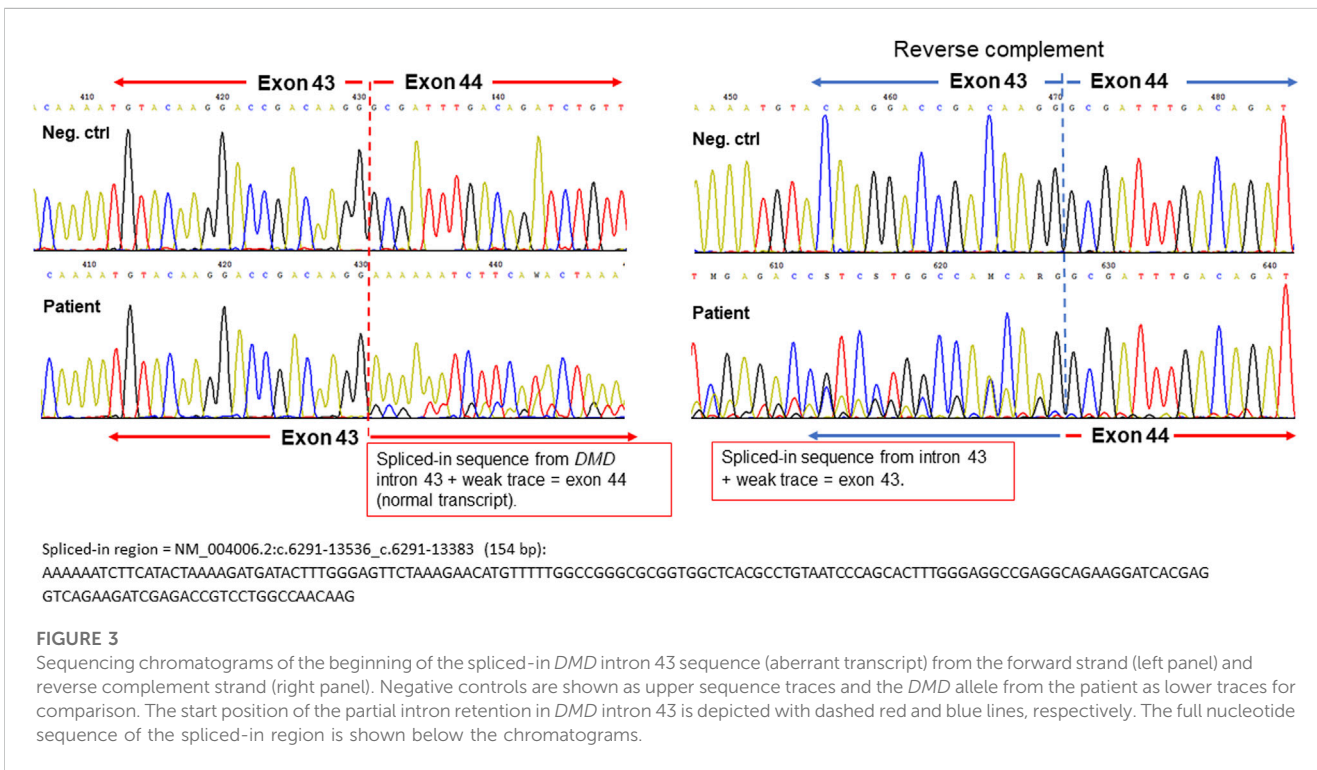 Reverse complement
Exon 43 Exon 44
410 420 430 440
ACAAAATGTACAAGGACCGACAAGGGCGATTTGACAGATCTGTT
Neg. ctrl
410 420 430 440
CAAAATGTACAAGGACCGACAAGGAAAAAATCTTCAWACTAAA
Patient
Exon 43
Spliced-in sequence from DMD
intron 43 + weak trace = exon 44
(normal transcript).
Exon 43 Exon 44
450 460 470 480
AAAATGTACAAGGACCGACAAGGGCGATTTGACAGAT
Neg. ctrl
610 620 630 640
TMGAGACCSTCSTGGCCAMCARGGCGATTTGACAGAT
Patient
Exon 44
Spliced-in sequence from intron 43
+ weak trace = exon 43.
Spliced-in region = NM_004006.2:c.6291-13536_c.6291-13383 (154 bp):
AAAAAATCTTCATACTAAAAGATGATACTTTGGGAGTTCTAAAGAACATGTTTTTGGCCGGGCGCGGTGGCTCACGCCTGTAATCCCAGCACTTTGGGAGGCCGAGGCAGAAGGATCACGAG
GTCAGAAGATCGAGACCGTCCTGGCCAACAAG
FIGURE 3
Sequencing chromatograms of the beginning of the spliced-in DMD intron 43 sequence (aberrant transcript) from the forward strand (left panel) and
reverse complement strand (right panel). Negative controls are shown as upper sequence traces and the DMD allele from the patient as lower traces for
comparison. The start position of the partial intron retention in DMD intron 43 is depicted with dashed red and blue lines, respectively. The full nucleotide
sequence of the spliced-in region is shown below the chromatograms.